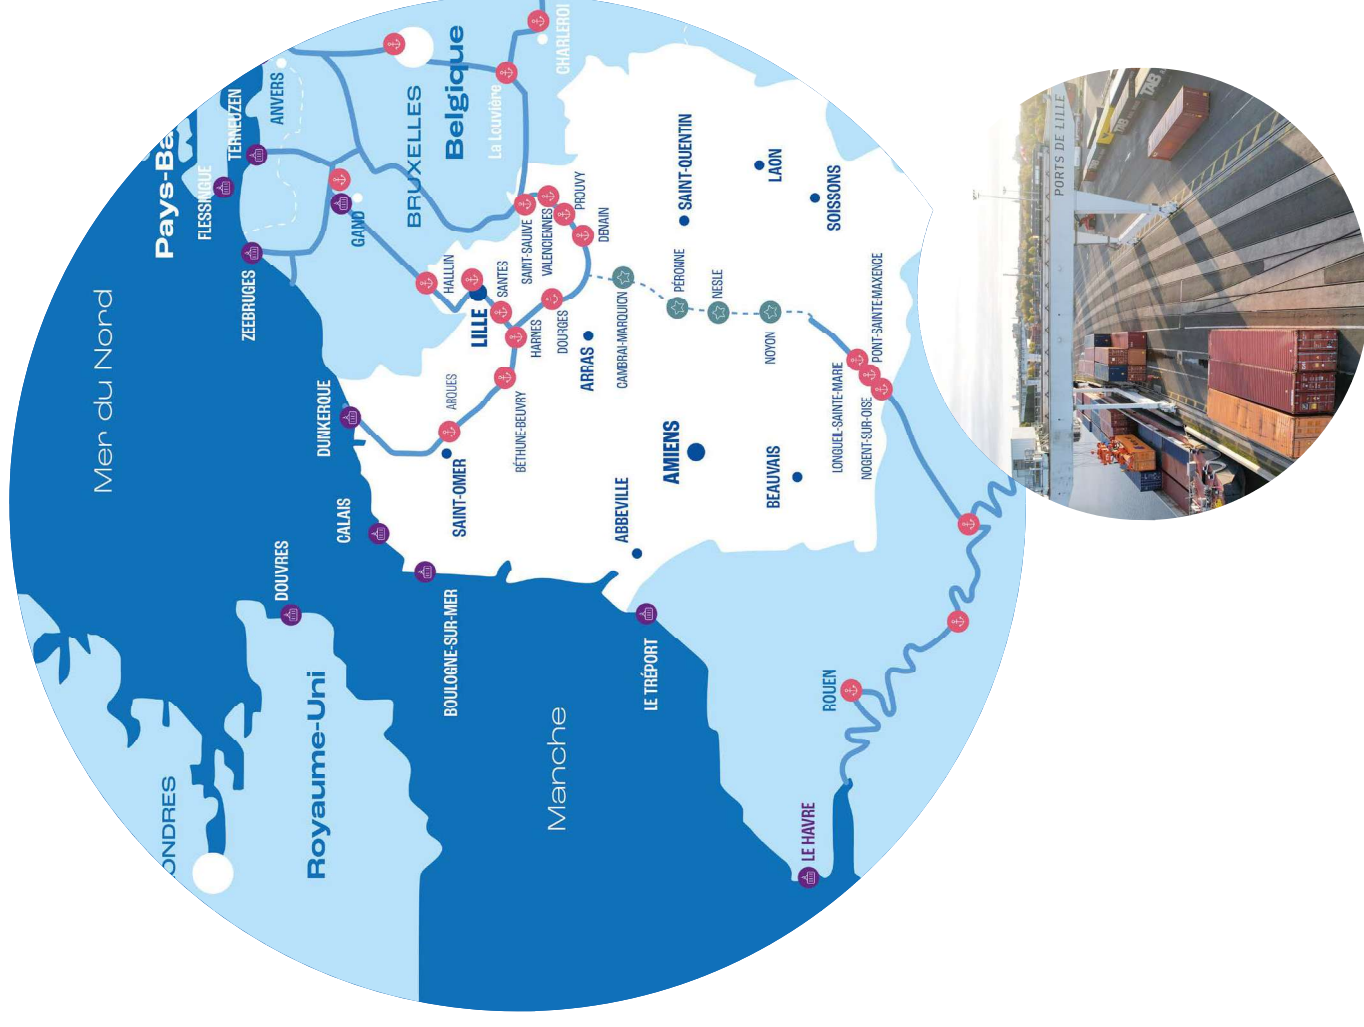 Mer du Nord
Manche
Royaume-Uni
ONDRES
DOUVRES
Pays-Ba
FLESSINGUE
TERNEUZEN
ZEEBRUGES
ANVERS
GAND
BRUXELLES
Belgique
La Louvière
CHARLEROI
DUNKERQUE
CALAIS
BOULOGNE-SUR-MER
SAINT-OMER
ARQUES
BÉTHUNE-BEUVRY
HALLUIN
LILLE
SANTES
HARNES
DOURGES
SAINT-SAULVE
VALENCIENNES
PROUVY
DENAIN
ARRAS
CAMBRAI-MARQUION
PÉRONNE
NESLE
NOYON
SAINT-QUENTIN
LAON
SOISSONS
ABBEVILLE
AMIENS
BEAUVAIS
LONGUEIL-SAINTE-MARIE
PONT-SAINTE-MAXENCE
NOGENT-SUR-OISE
LE TRÉPORT
ROUEN
LE HAVRE
PORTS DE LILLE
TAB
TAB